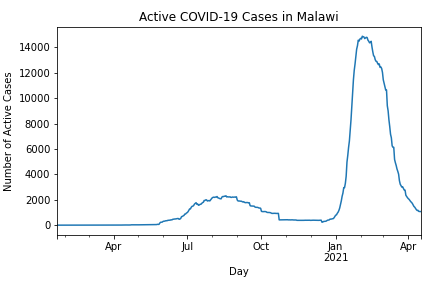 Active COVID-19 Cases in Malawi
Number of Active Cases
14000
12000
10000
8000
6000
4000
2000
0
Apr
Jul
Oct
Jan
2021
Apr
Day